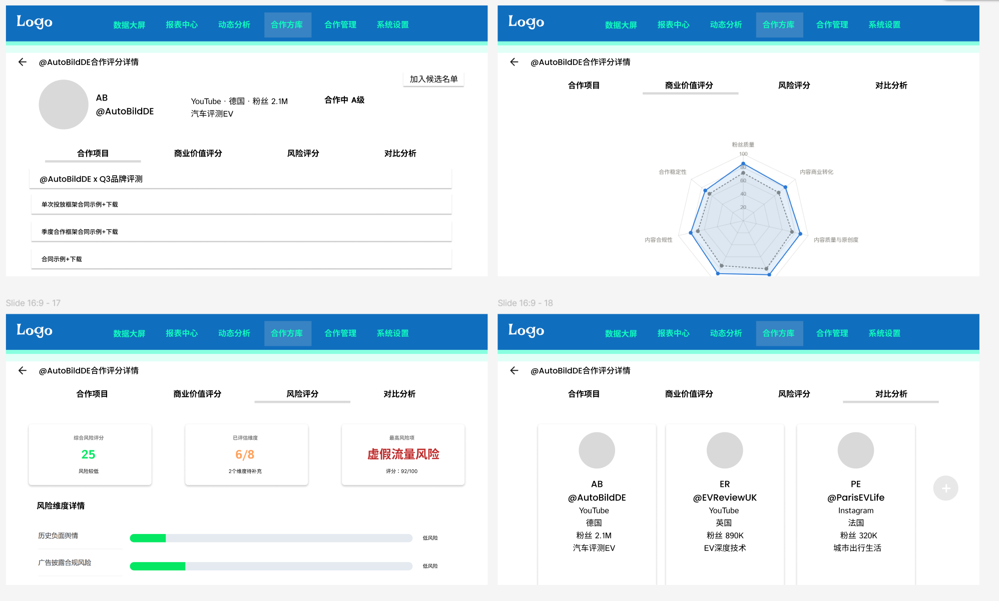 Logo
数据大屏
报表中心
动态分析
合作方库
合作管理
系统设置
@AutoBildDE合作评分详情
加入候选名单
AB
@AutoBildDE
YouTube · 德国 · 粉丝 2.1M
汽车评测EV
合作中 A级
合作项目
商业价值评分
风险评分
对比分析
@AutoBildDE x Q3品牌评测
单次投放框架合同示例+下载
季度合作框架合同示例+下载
合同示例+下载
Logo
数据大屏
报表中心
动态分析
合作方库
合作管理
系统设置
@AutoBildDE合作评分详情
合作项目
商业价值评分
风险评分
对比分析
粉丝质量
100
80
60
40
20
合作稳定性
内容商业转化
内容合规性
内容质量与原创度
Slide 16:9 - 17
Logo
数据大屏
报表中心
动态分析
合作方库
合作管理
系统设置
@AutoBildDE合作评分详情
合作项目
商业价值评分
风险评分
对比分析
综合风险评分
25
风险较低
已评估维度
6/8
2个维度待补充
最高风险项
虚假流量风险
评分：92/100
风险维度详情
历史负面舆情
低风险
广告披露合规风险
低风险
Slide 16:9 - 18
Logo
数据大屏
报表中心
动态分析
合作方库
合作管理
系统设置
@AutoBildDE合作评分详情
合作项目
商业价值评分
风险评分
对比分析
AB
@AutoBildDE
YouTube
德国
粉丝 2.1M
汽车评测EV
ER
@EVReviewUK
YouTube
英国
粉丝 890K
EV深度技术
PE
@ParisEVLife
Instagram
法国
粉丝 320K
城市出行生活
+